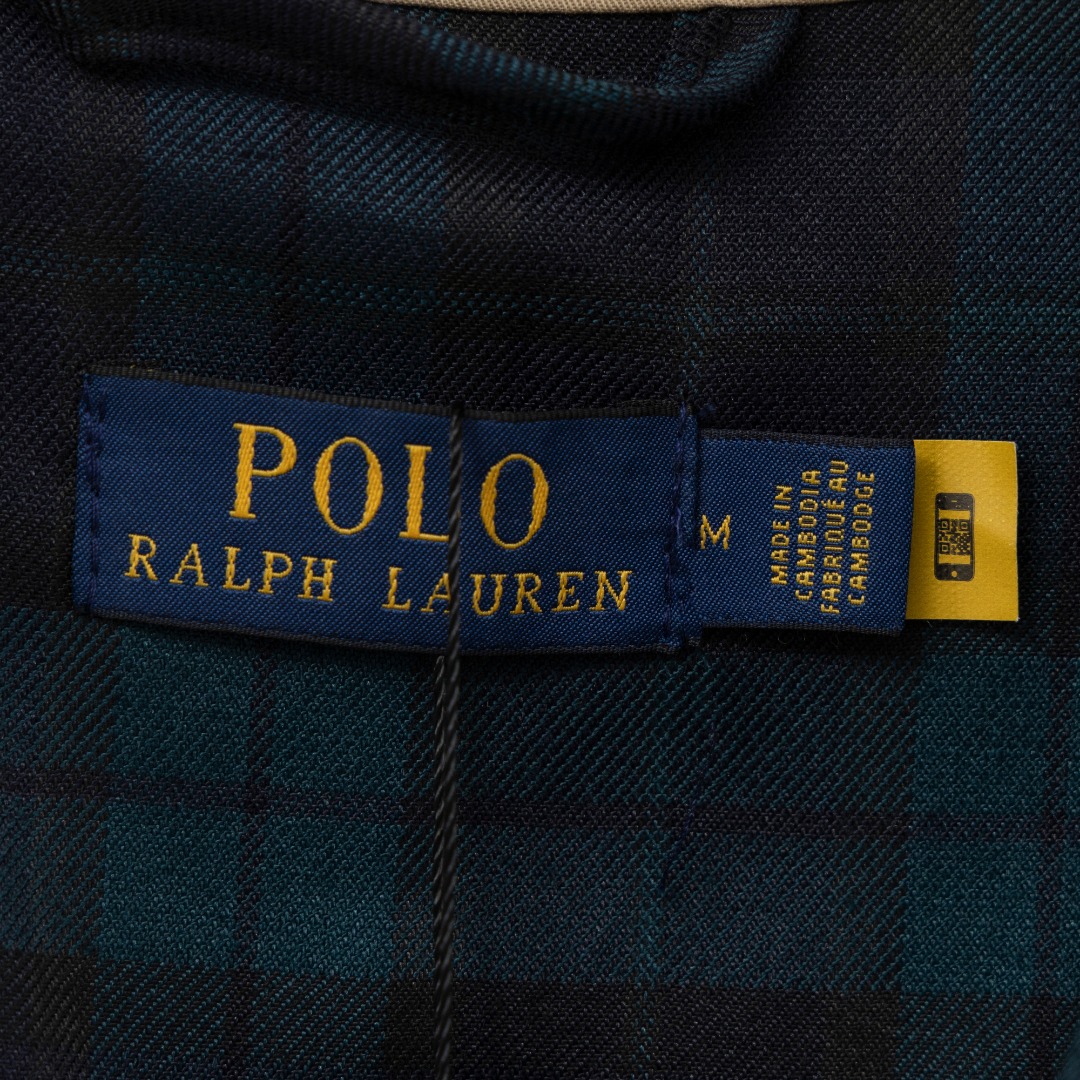 POLO
RALPH LAUREN
M
MADE IN
CAMBODIA
FABRIQUÉ AU
CAMBODGE